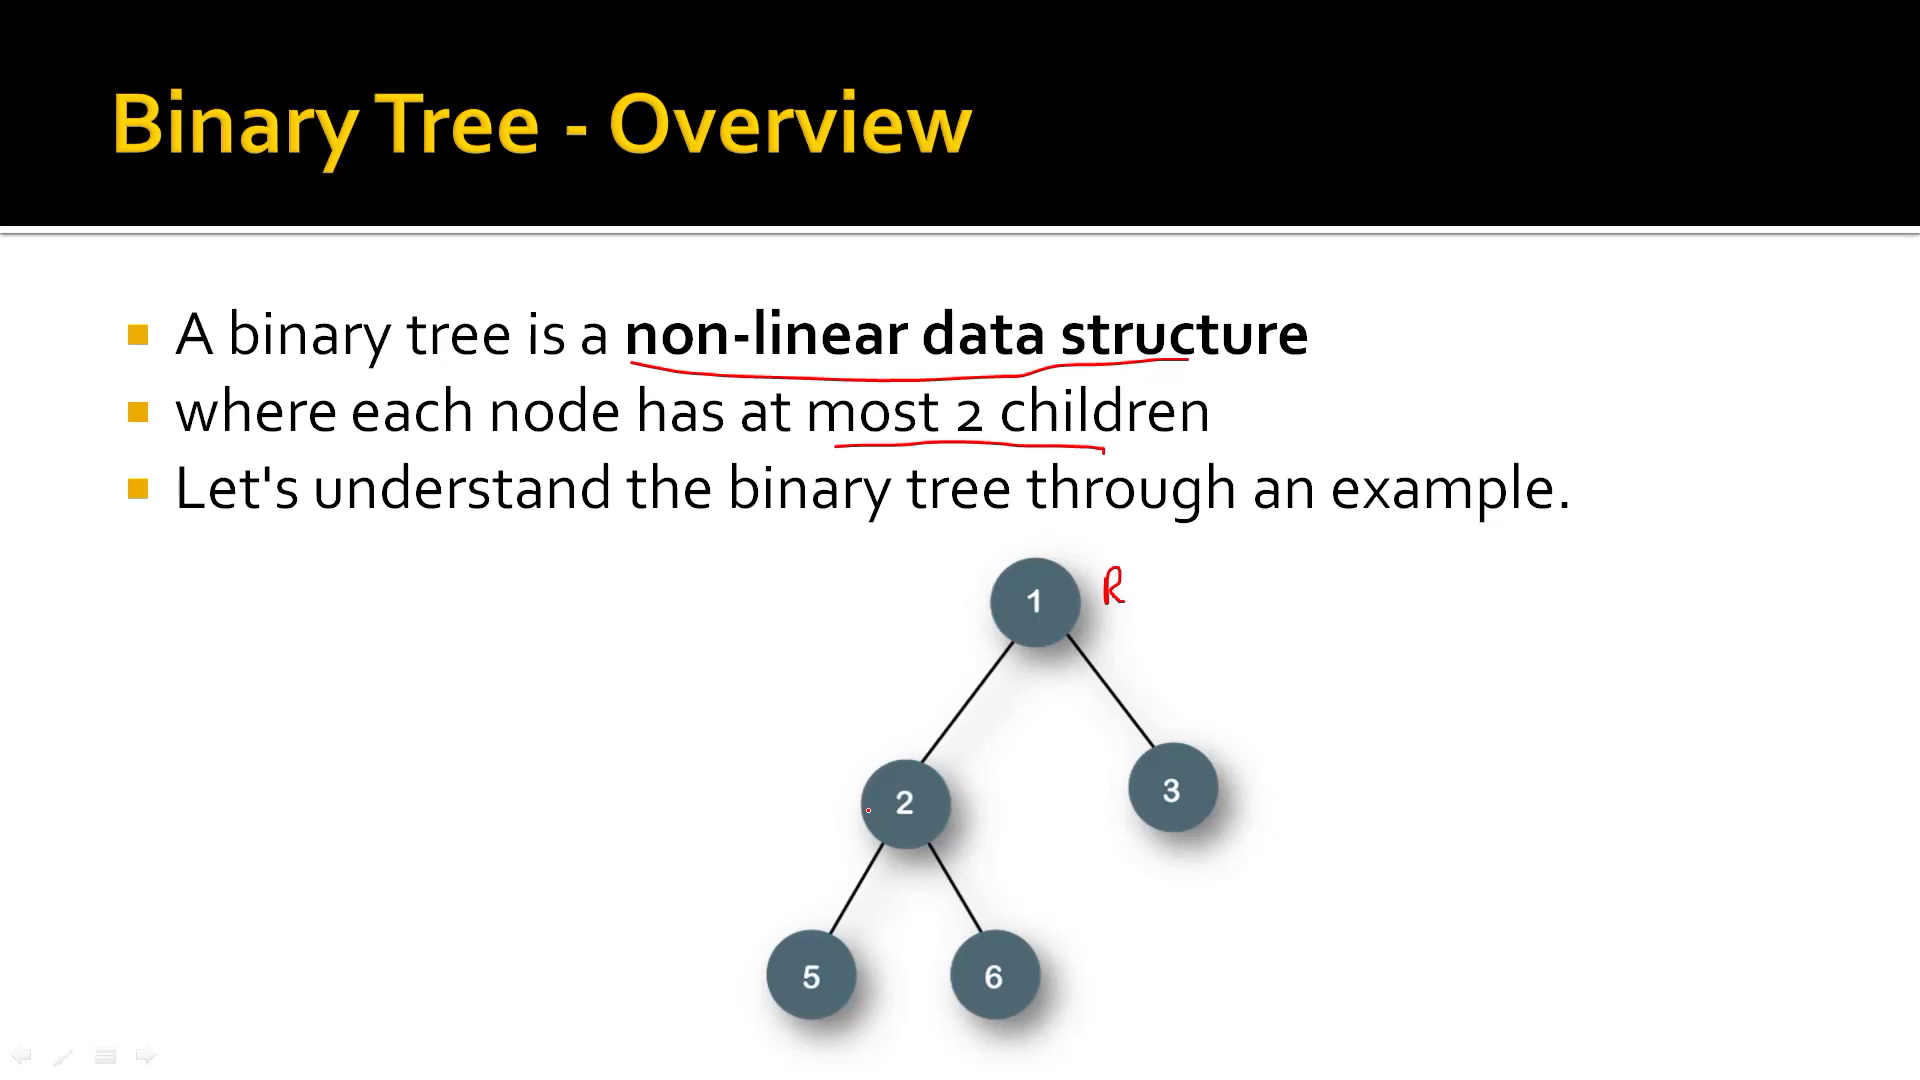 Binary Tree - Overview
A binary tree is a non-linear data structure
where each node has at most 2 children
Let's understand the binary tree through an example.
1 R
2 3
5 6